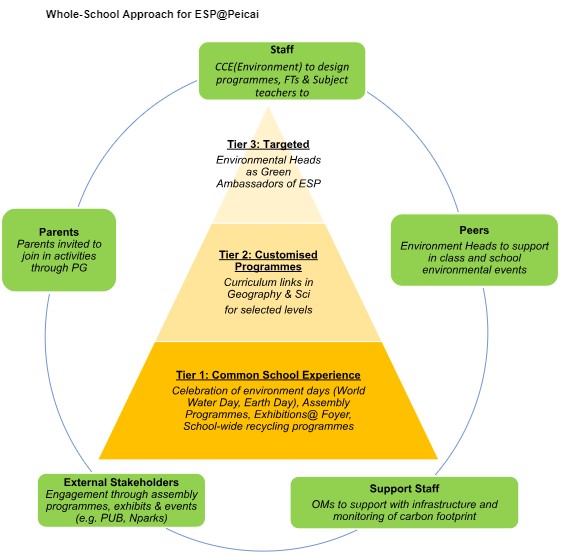 Whole-School Approach for ESP@Peicai
Staff
CCE(Environment) to design
programmes, FTs & Subject
teachers to
Tier 3: Targeted
Environmental Heads
as Green
Ambassadors of ESP
Parents
Parents invited to
join in activities
through PG
Peers
Environment Heads to support
in class and school
environmental events
Tier 2: Customised
Programmes
Curriculum links in
Geography & Sci
for selected levels
Tier 1: Common School Experience
Celebration of environment days (World
Water Day, Earth Day), Assembly
Programmes, Exhibitions@ Foyer,
School-wide recycling programmes
External Stakeholders
Engagement through assembly
programmes, exhibits & events
(e.g. PUB, Nparks)
Support Staff
OMs to support with infrastructure and
monitoring of carbon footprint